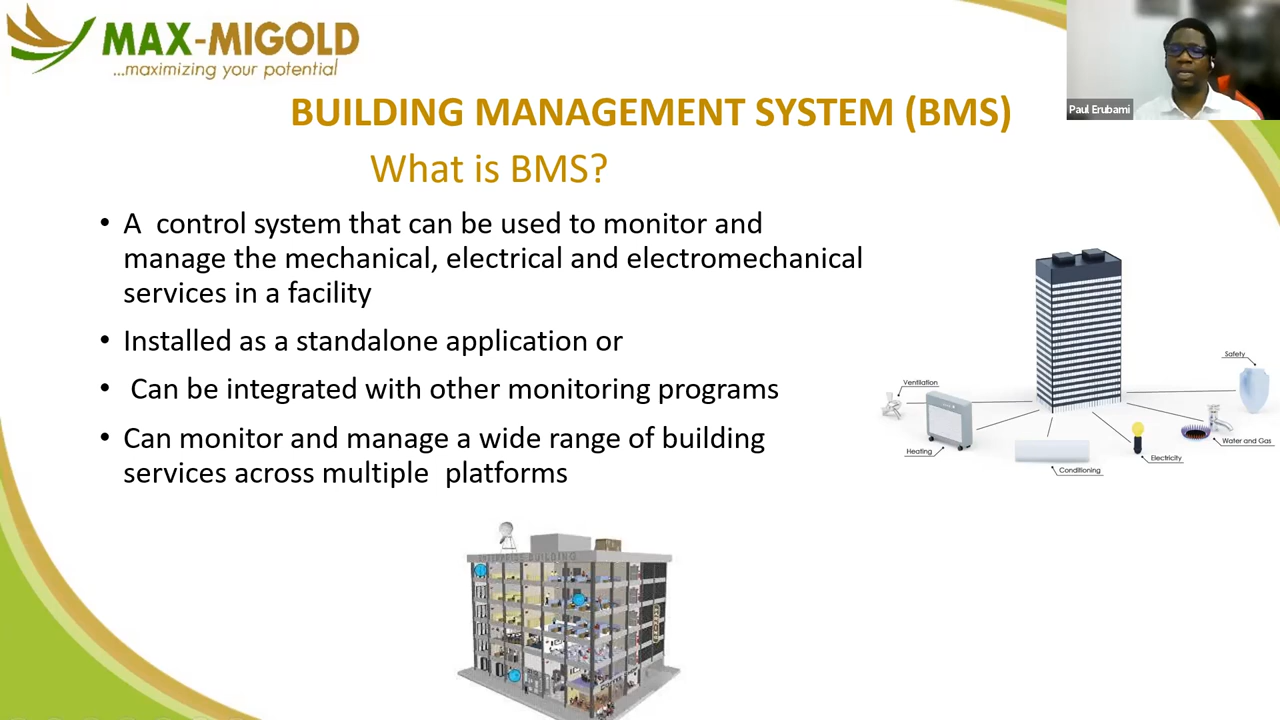 MAX-MIGOLD
...maximizing your potential
Paul Erubami
BUILDING MANAGEMENT SYSTEM (BMS)
What is BMS?
• A control system that can be used to monitor and
manage the mechanical, electrical and electromechanical
services in a facility
• Installed as a standalone application or
• Can be integrated with other monitoring programs
• Can monitor and manage a wide range of building
services across multiple platforms
Safety
Ventilation
Water and Gas
Heating
Electricity
Conditioning
ENTERPRISE BUILDING